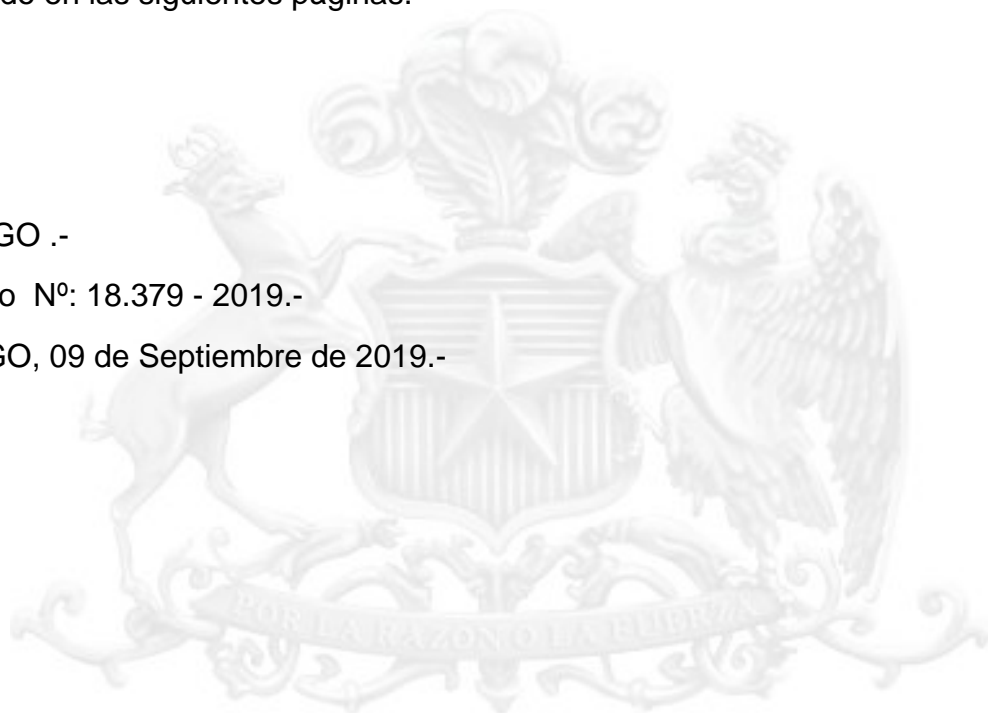 do en las siguientes páginas.
GO .-
o Nº: 18.379 - 2019.-
GO, 09 de Septiembre de 2019.-
POR LA RAZON O LA FUERZA